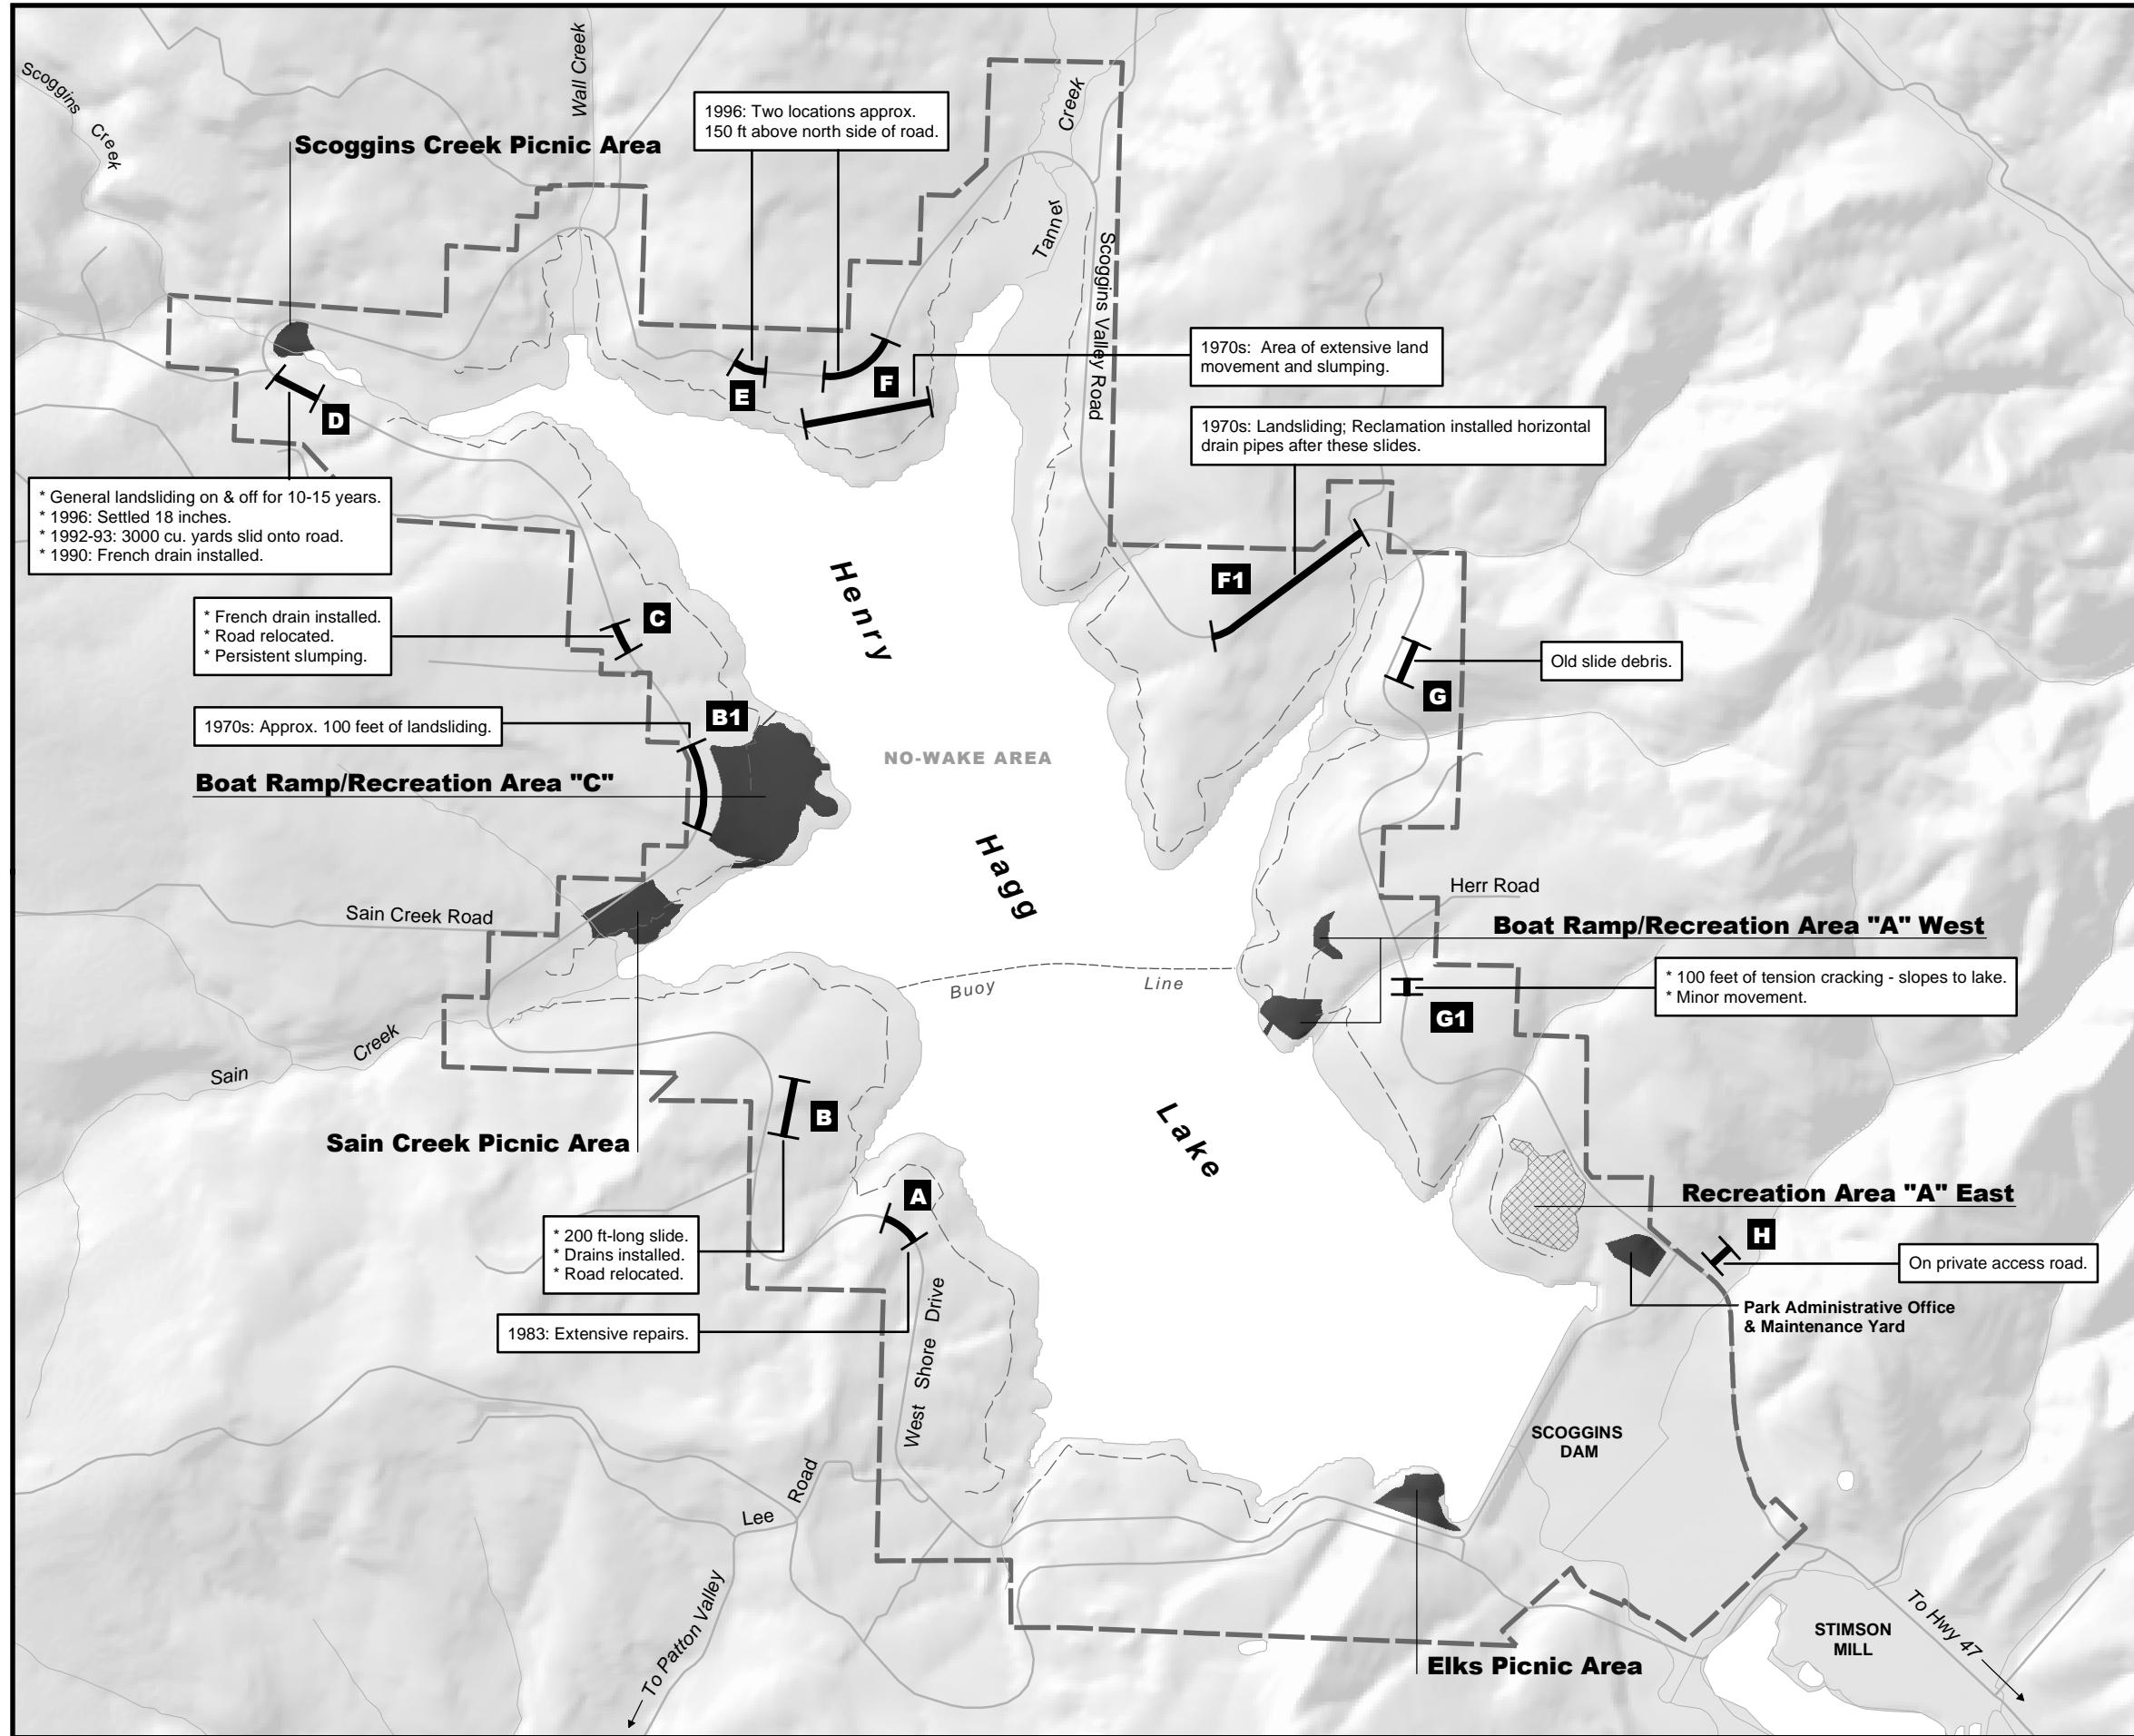 Scoggins
Creek
Wall Creek
1996: Two locations approx.
150 ft above north side of road.
Creek
Tanner
Scoggins Creek Picnic Area
Scoggins Valley Road
1970s: Area of extensive land
movement and slumping.
E
F
D
1970s: Landsliding; Reclamation installed horizontal
drain pipes after these slides.
* General landsliding on & off for 10-15 years.
* 1996: Settled 18 inches.
* 1992-93: 3000 cu. yards slid onto road.
* 1990: French drain installed.
F1
Henry
* French drain installed.
* Road relocated.
* Persistent slumping.
C
Old slide debris.
G
1970s: Approx. 100 feet of landsliding.
B1
NO-WAKE AREA
Boat Ramp/Recreation Area "C"
Hagg
Herr Road
Sain Creek Road
Boat Ramp/Recreation Area "A" West
* 100 feet of tension cracking - slopes to lake.
* Minor movement.
Buoy Line
G1
Sain Creek
B
Lake
Sain Creek Picnic Area
A
Recreation Area "A" East
H
* 200 ft-long slide.
* Drains installed.
* Road relocated.
On private access road.
Park Administrative Office
& Maintenance Yard
1983: Extensive repairs.
West Shore Drive
SCOGGINS
DAM
Lee Road
To Patton Valley
To Hwy 47
STIMSON
MILL
Elks Picnic Area